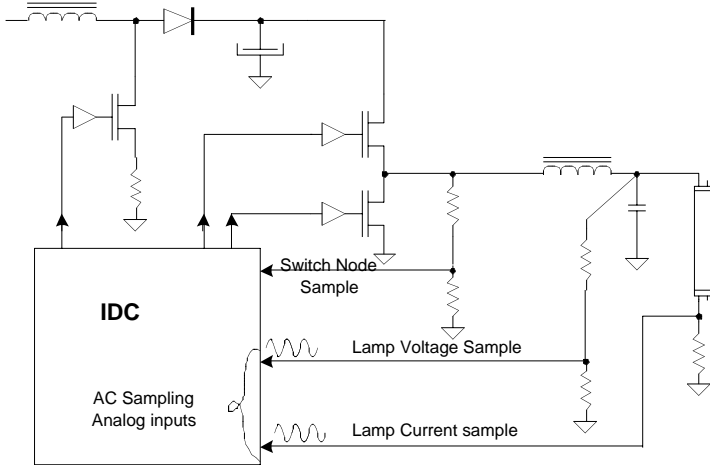 Switch Node
Sample
IDC
Lamp Voltage Sample
AC Sampling
Analog inputs
Lamp Current sample